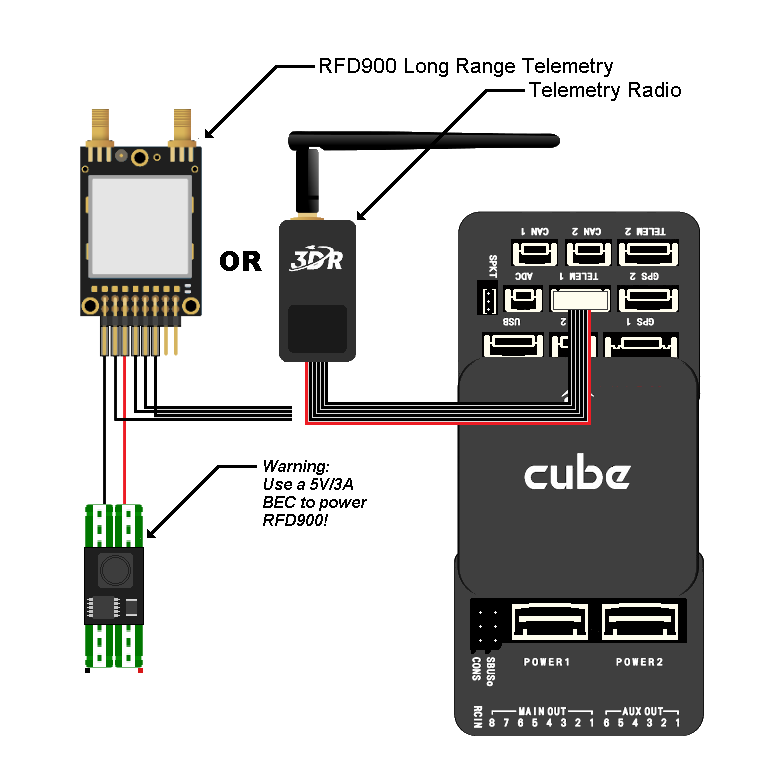 RFD900 Long Range Telemetry
Telemetry Radio
OR
3DR
CAN 1
CAN 2
TELEM 2
SPKT
ADC
TELEM 1
GPS 2
USB
2
GPS 1
cube
Warning:
Use a 5V/3A
BEC to power
RFD900!
POWER1
POWER2
CONS
SBUSo
RCIN
MAIN OUT
AUX OUT
8 7 6 5 4 3 2 1
6 5 4 3 2 1